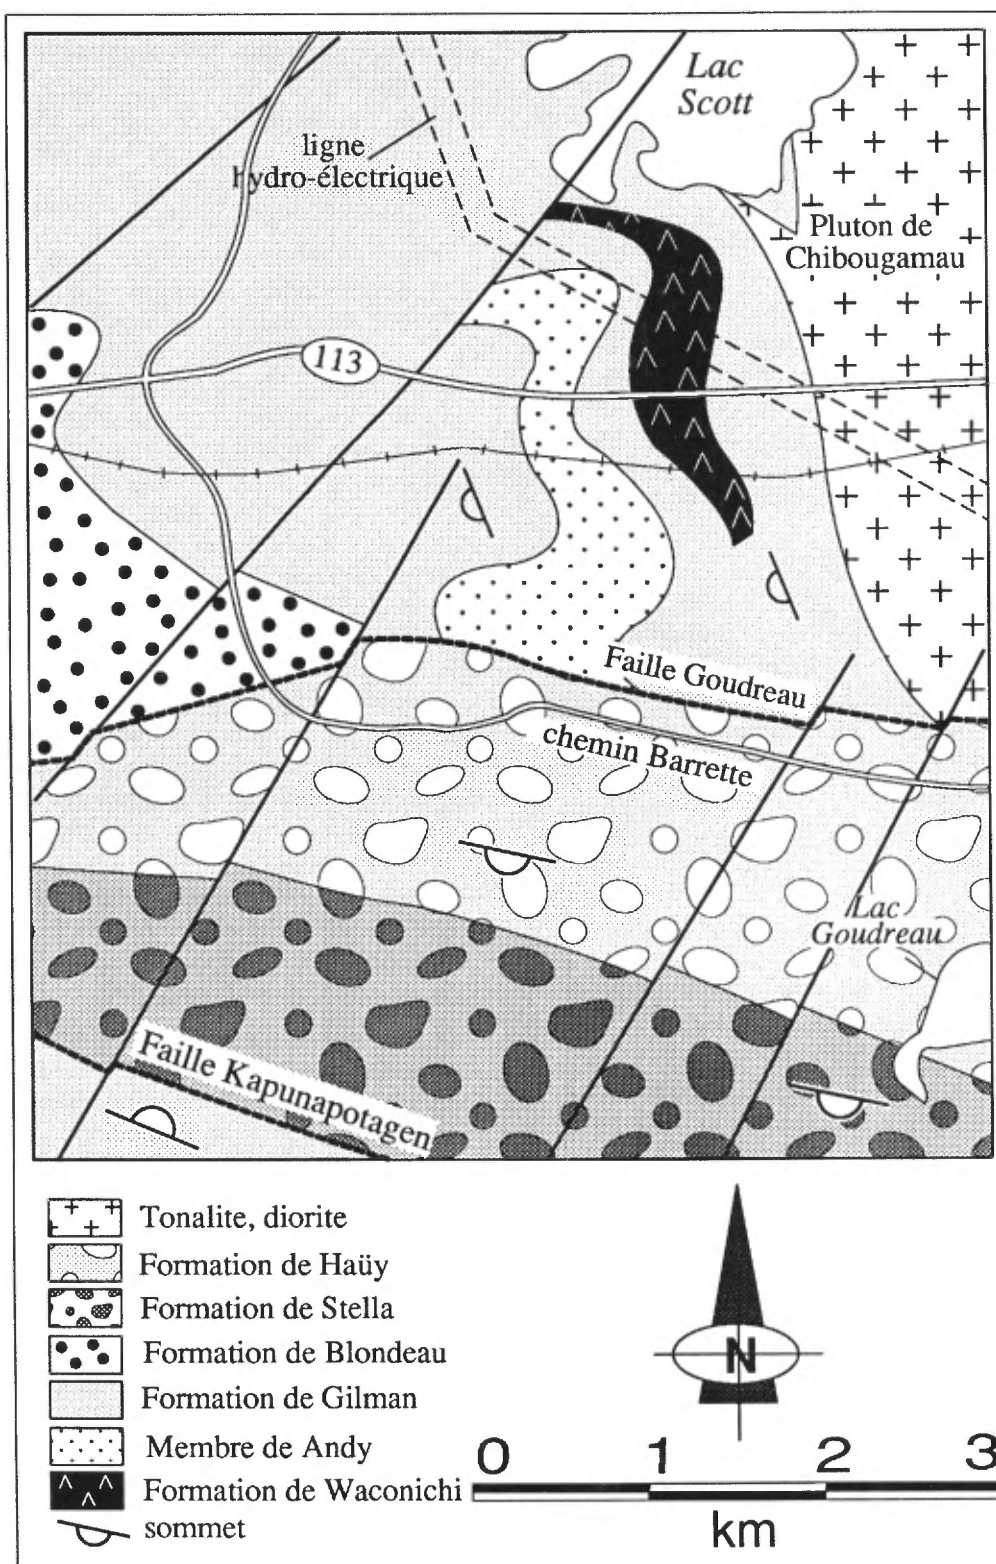 Lac
Scott
ligne
hydro-électrique
Pluton de
Chibougamau
113
Faille Goudreau
chemin Barrette
Lac
Goudreau
Faille Kapunapotagen
Tonalite, diorite
Formation de Haüy
Formation de Stella
Formation de Blondeau
Formation de Gilman
Membre de Andy
Formation de Waconichi
sommet
N
0 1 2 3
km